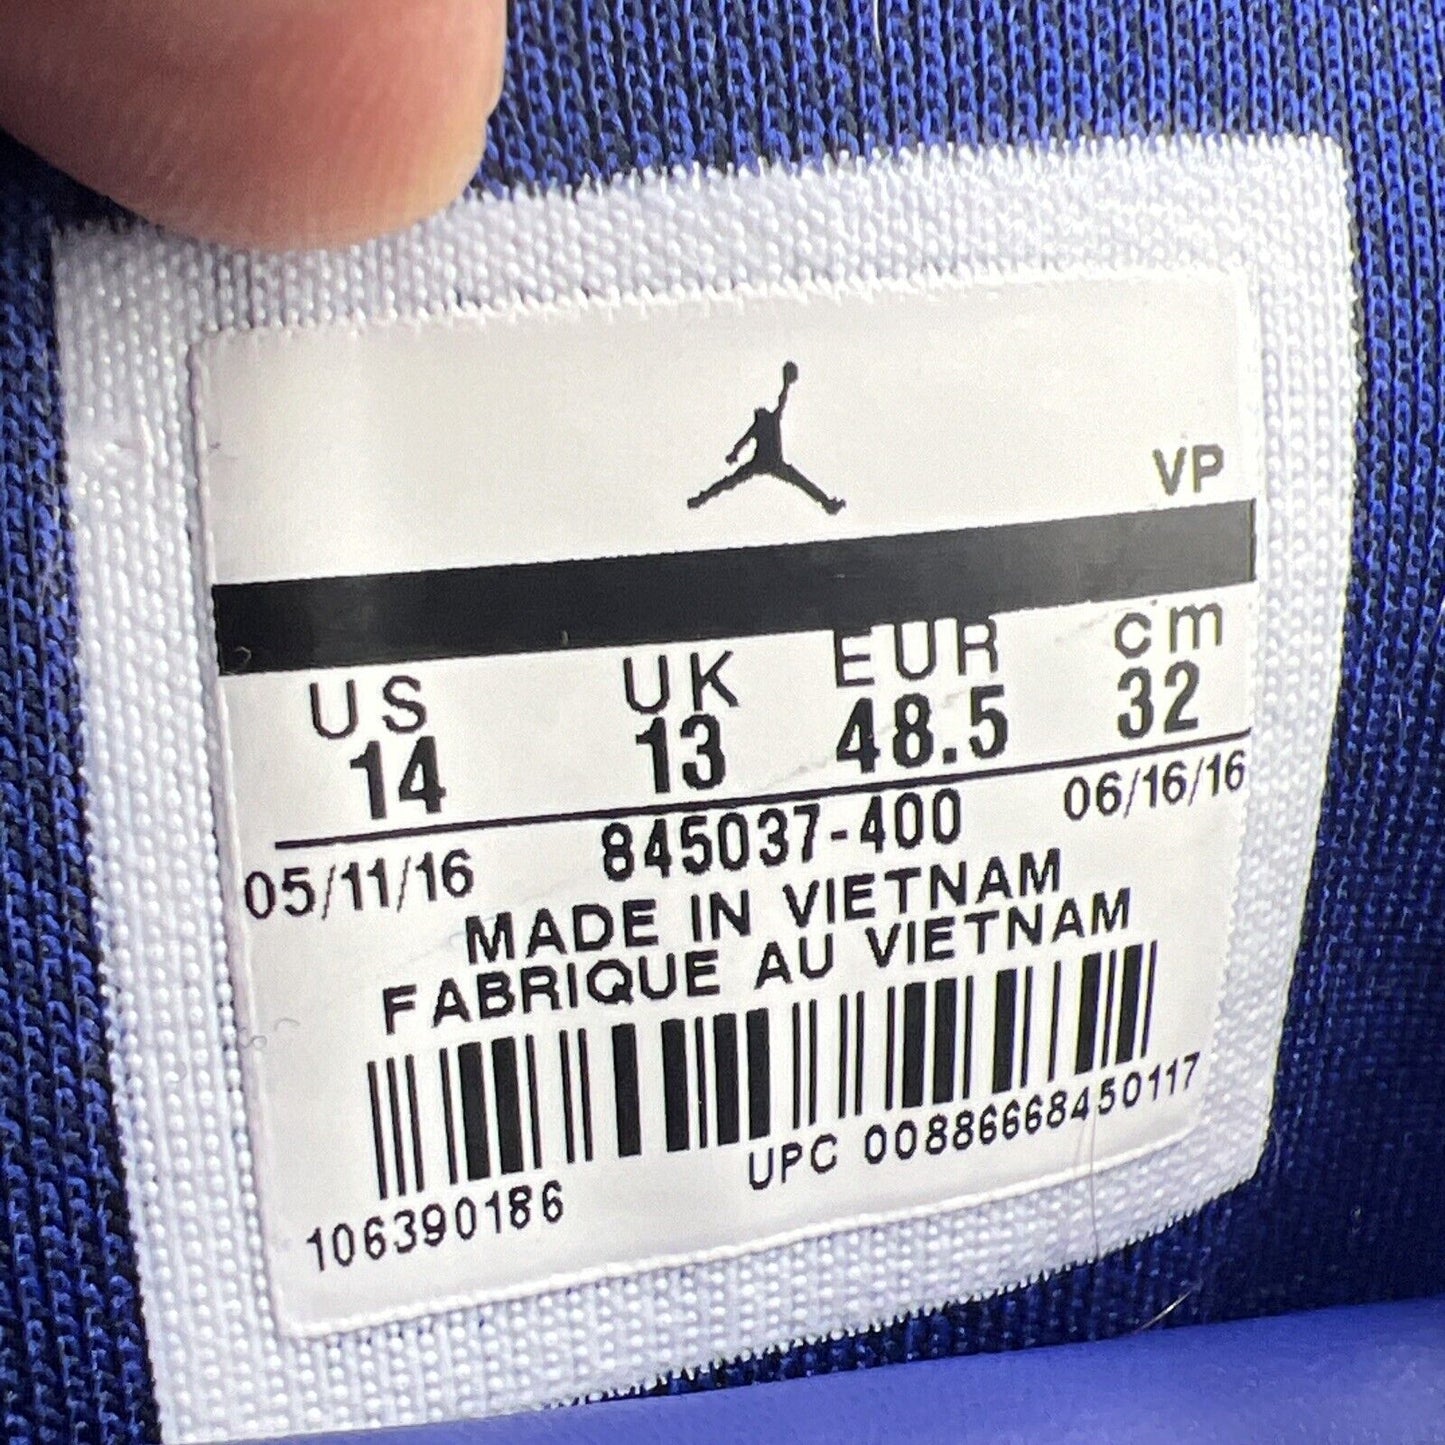 VP
US UK EUR cm
14 13 48.5 32
05/11/16 845037-400 06/16/16
MADE IN VIETNAM
FABRIQUE AU VIETNAM
106390186 UPC 00886668450117